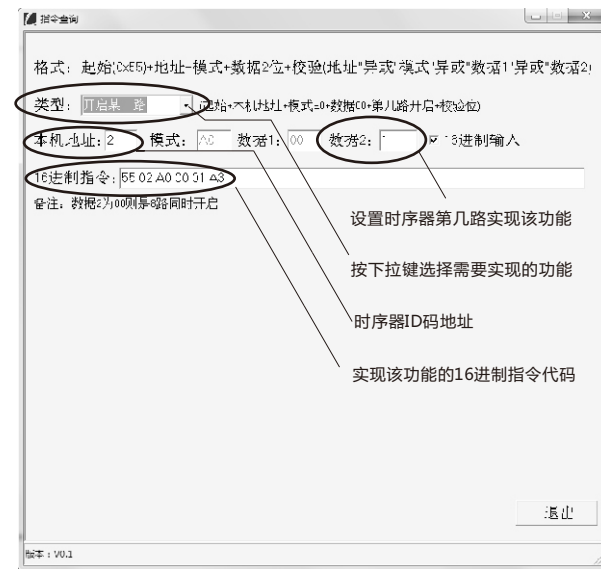 指令查询
格式: 起始(0x55)+地址+模式+数据2位+校验(地址"异或"模式"异或"数据1"异或"数据2)
类型: 开启某一路 (起始+本机地址+模式=0+数据00+第几路开启+校验位)
本机地址: 2 模式: A0 数据1: 00 数据2: 1 16进制输入
16进制指令: 55 02 A0 00 01 A3
备注: 数据2为00则是8路同时开启
设置时序器第几路实现该功能
按下拉键选择需要实现的功能
时序器ID码地址
实现该功能的16进制指令代码
退出
版本: V0.1